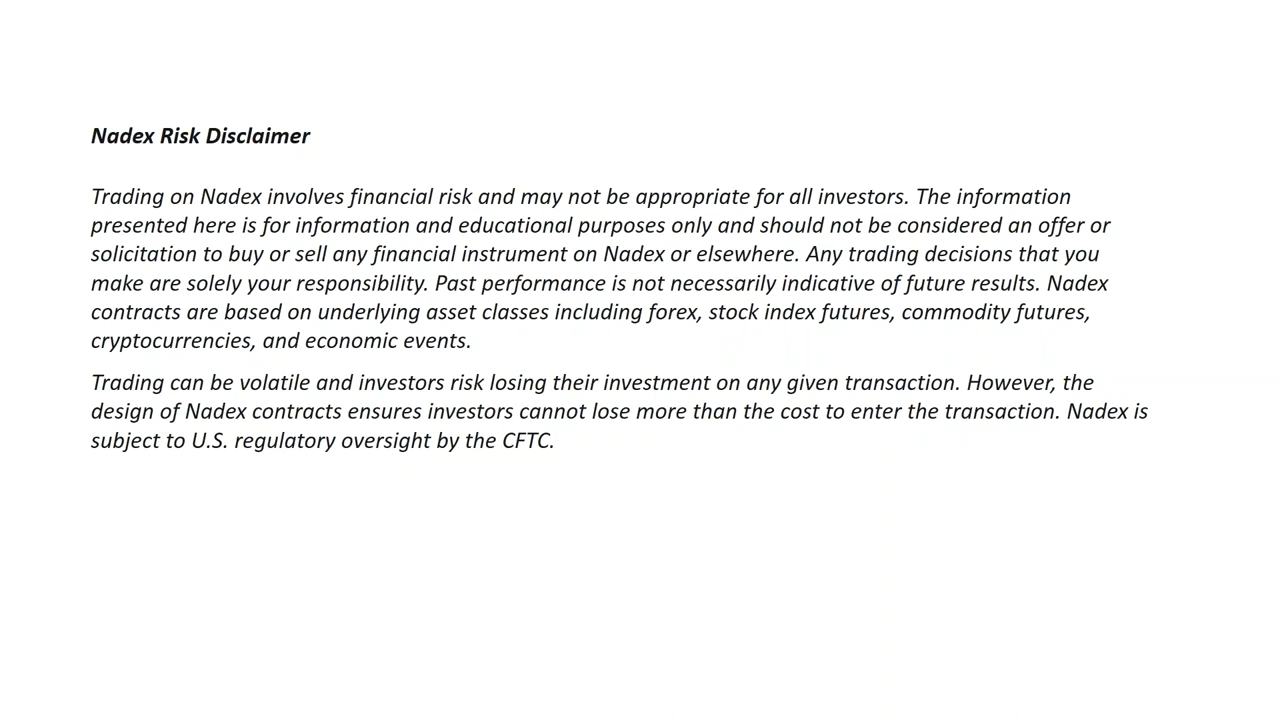 Nadex Risk Disclaimer
Trading on Nadex involves financial risk and may not be appropriate for all investors. The information
presented here is for information and educational purposes only and should not be considered an offer or
solicitation to buy or sell any financial instrument on Nadex or elsewhere. Any trading decisions that you
make are solely your responsibility. Past performance is not necessarily indicative of future results. Nadex
contracts are based on underlying asset classes including forex, stock index futures, commodity futures,
cryptocurrencies, and economic events.
Trading can be volatile and investors risk losing their investment on any given transaction. However, the
design of Nadex contracts ensures investors cannot lose more than the cost to enter the transaction. Nadex is
subject to U.S. regulatory oversight by the CFTC.